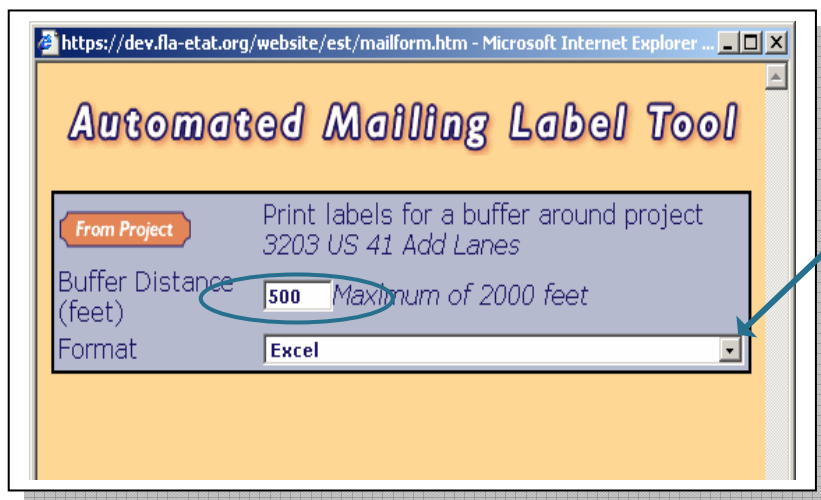 https://dev.fla-etat.org/website/est/mailform.htm - Microsoft Internet Explorer ...
Automated Mailing Label Tool
From Project
Print labels for a buffer around project
3203 US 41 Add Lanes
Buffer Distance
(feet)
500
Maximum of 2000 feet
Format
Excel